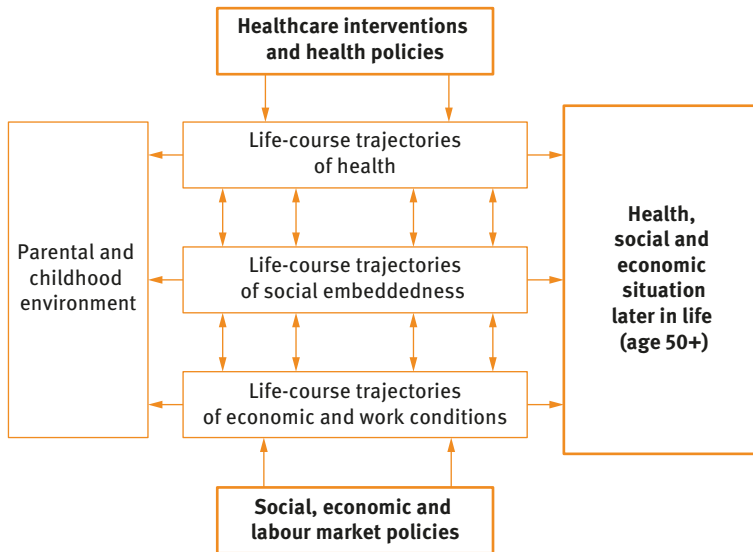 Healthcare interventions
and health policies
Life-course trajectories
of health
Parental and
childhood
environment
Life-course trajectories
of social embeddedness
Health,
social and
economic
situation
later in life
(age 50+)
Life-course trajectories
of economic and work conditions
Social, economic and
labour market policies